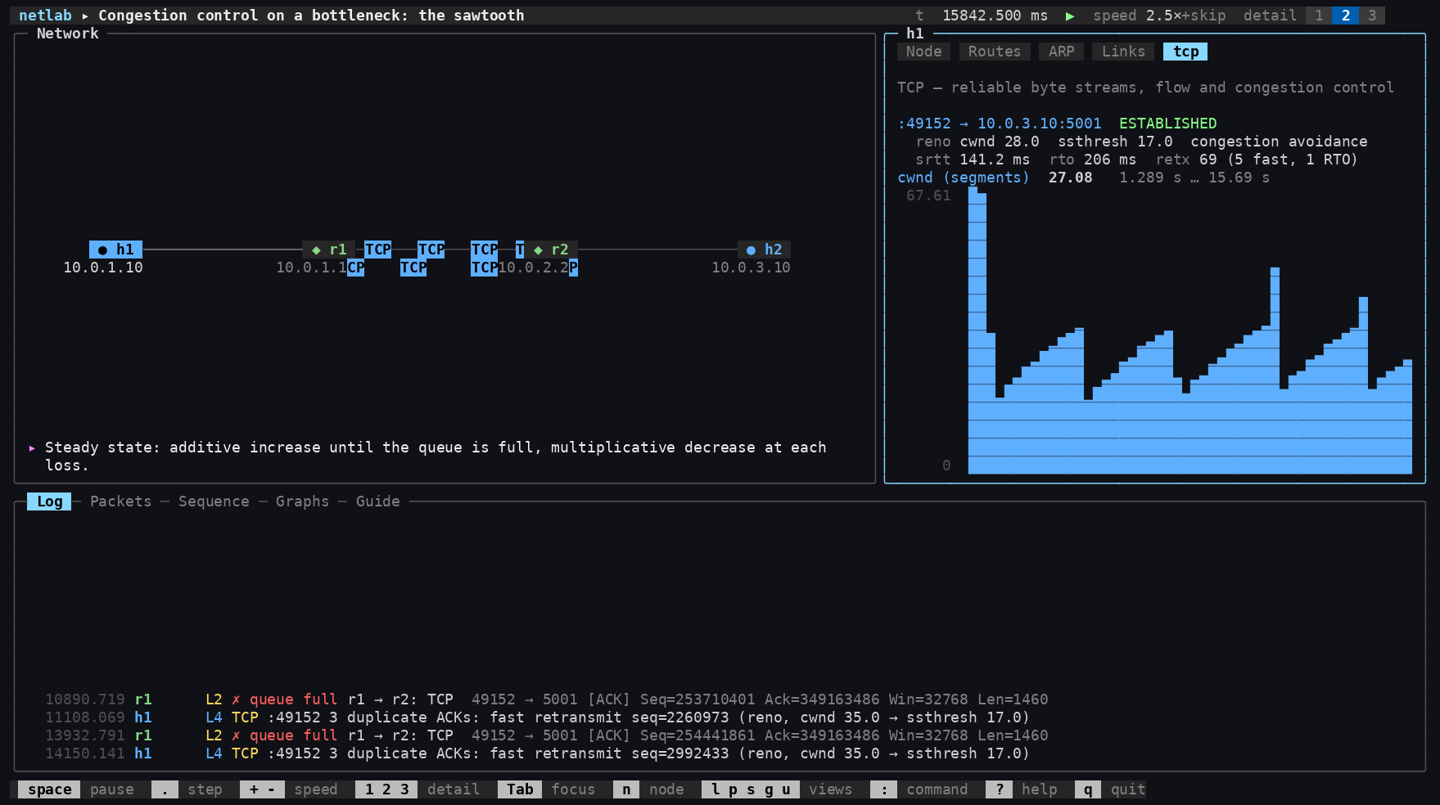 netlab ▸ Congestion control on a bottleneck: the sawtooth t 15842.500 ms ▶ speed 2.5×+skip detail 1 2 3
Network
● h1 ◆ r1 TCP TCP TCP T ◆ r2 ● h2
10.0.1.10 10.0.1.1CP TCP TCP10.0.2.2P 10.0.3.10
▸ Steady state: additive increase until the queue is full, multiplicative decrease at each
loss.
h1
Node Routes ARP Links tcp
TCP — reliable byte streams, flow and congestion control
:49152 → 10.0.3.10:5001 ESTABLISHED
reno cwnd 28.0 ssthresh 17.0 congestion avoidance
srtt 141.2 ms rto 206 ms retx 69 (5 fast, 1 RTO)
cwnd (segments) 27.08 1.289 s … 15.69 s
67.61
0
Log — Packets — Sequence — Graphs — Guide
10890.719 r1 L2 ✗ queue full r1 → r2: TCP 49152 → 5001 [ACK] Seq=253710401 Ack=349163486 Win=32768 Len=1460
11108.069 h1 L4 TCP :49152 3 duplicate ACKs: fast retransmit seq=2260973 (reno, cwnd 35.0 → ssthresh 17.0)
13932.791 r1 L2 ✗ queue full r1 → r2: TCP 49152 → 5001 [ACK] Seq=254441861 Ack=349163486 Win=32768 Len=1460
14150.141 h1 L4 TCP :49152 3 duplicate ACKs: fast retransmit seq=2992433 (reno, cwnd 35.0 → ssthresh 17.0)
space pause . step + - speed 1 2 3 detail Tab focus n node l p s g u views : command ? help q quit